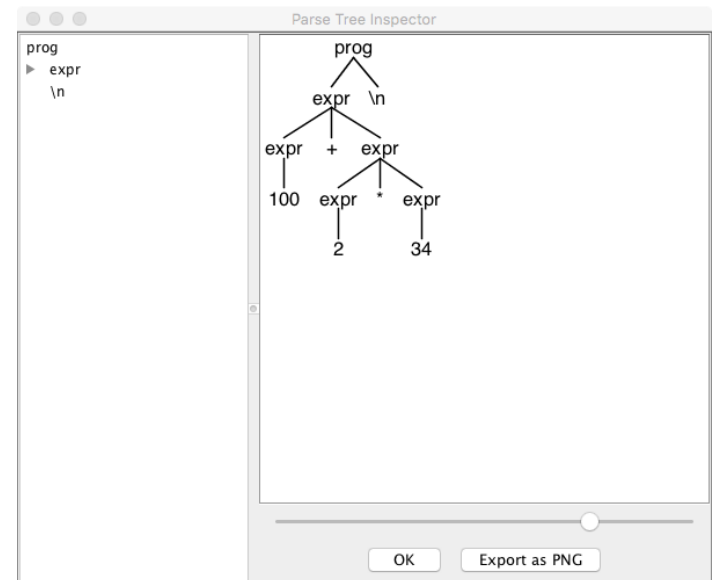 Parse Tree Inspector
prog
expr
\n
prog
expr \n
expr + expr
100 expr * expr
2 34
OK Export as PNG